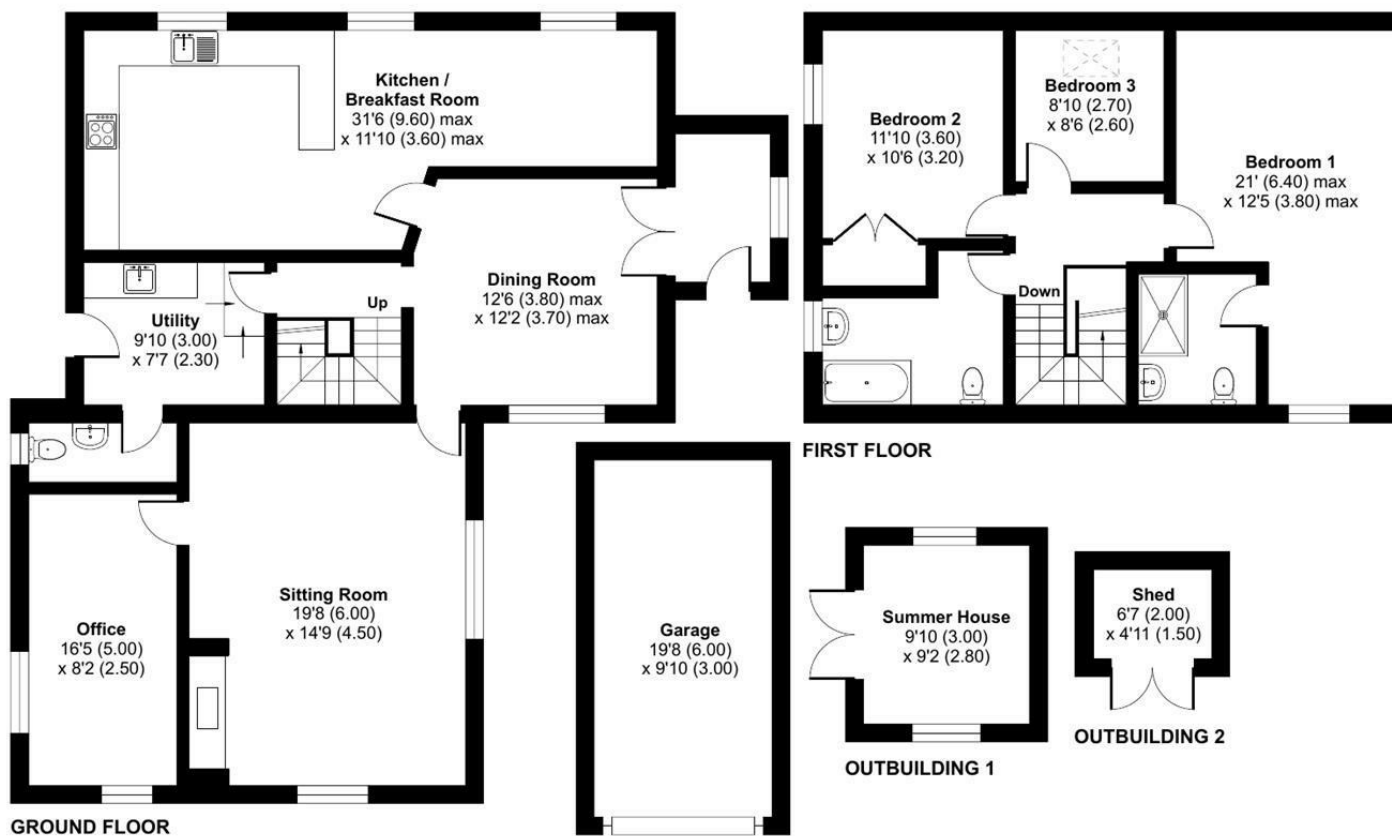 Kitchen /
Breakfast Room
31'6 (9.60) max
x 11'10 (3.60) max
Dining Room
12'6 (3.80) max
x 12'2 (3.70) max
Up
Utility
9'10 (3.00)
x 7'7 (2.30)
Sitting Room
19'8 (6.00)
x 14'9 (4.50)
Office
16'5 (5.00)
x 8'2 (2.50)
GROUND FLOOR
Bedroom 2
11'10 (3.60)
x 10'6 (3.20)
Bedroom 3
8'10 (2.70)
x 8'6 (2.60)
Bedroom 1
21' (6.40) max
x 12'5 (3.80) max
Down
FIRST FLOOR
Garage
19'8 (6.00)
x 9'10 (3.00)
Summer House
9'10 (3.00)
x 9'2 (2.80)
OUTBUILDING 1
Shed
6'7 (2.00)
x 4'11 (1.50)
OUTBUILDING 2